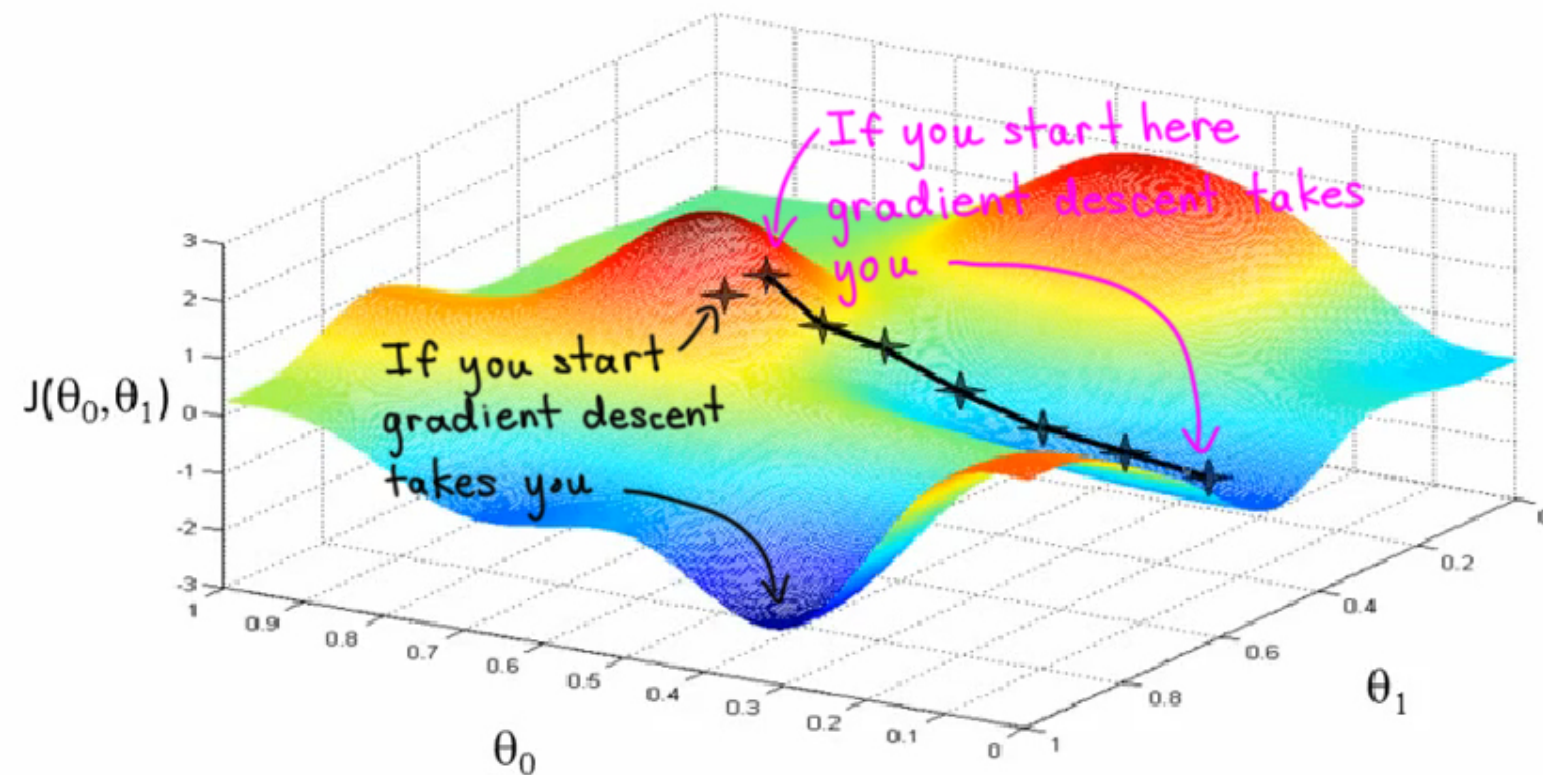 If you start here
gradient descent takes
you
If you start
gradient descent
takes you
J(θ₀,θ₁)
3
2
1
0
-1
-2
-3
1
0.9
0.8
0.7
0.6
0.5
0.4
0.3
0.2
0.1
0
θ₀
1
0.8
0.6
0.4
0.2
θ₁